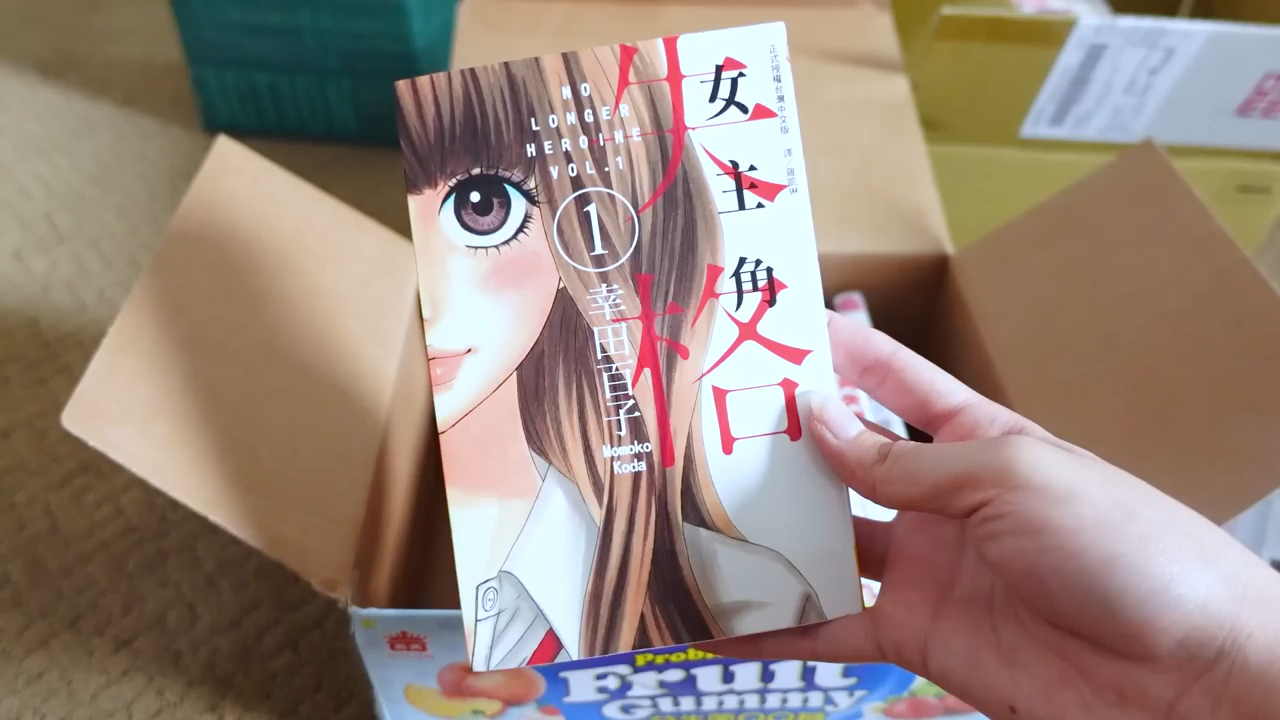 NO
LONGER
HEROINE
VOL.1
1
女主角
失格
幸田百子
Momoko
Koda
正式授權台灣中文版
Fruit
Gummy